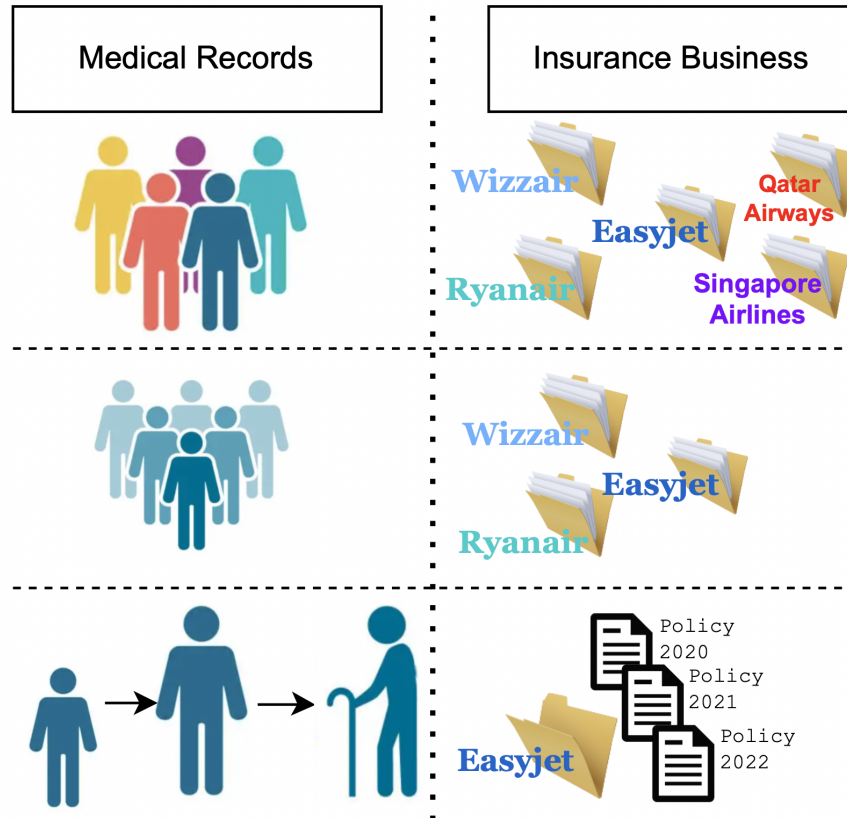 Medical Records
Insurance Business
Wizzair
Qatar
Airways
Easyjet
Ryanair
Singapore
Airlines
Wizzair
Easyjet
Ryanair
Policy
2020
Policy
2021
Policy
2022
Easyjet